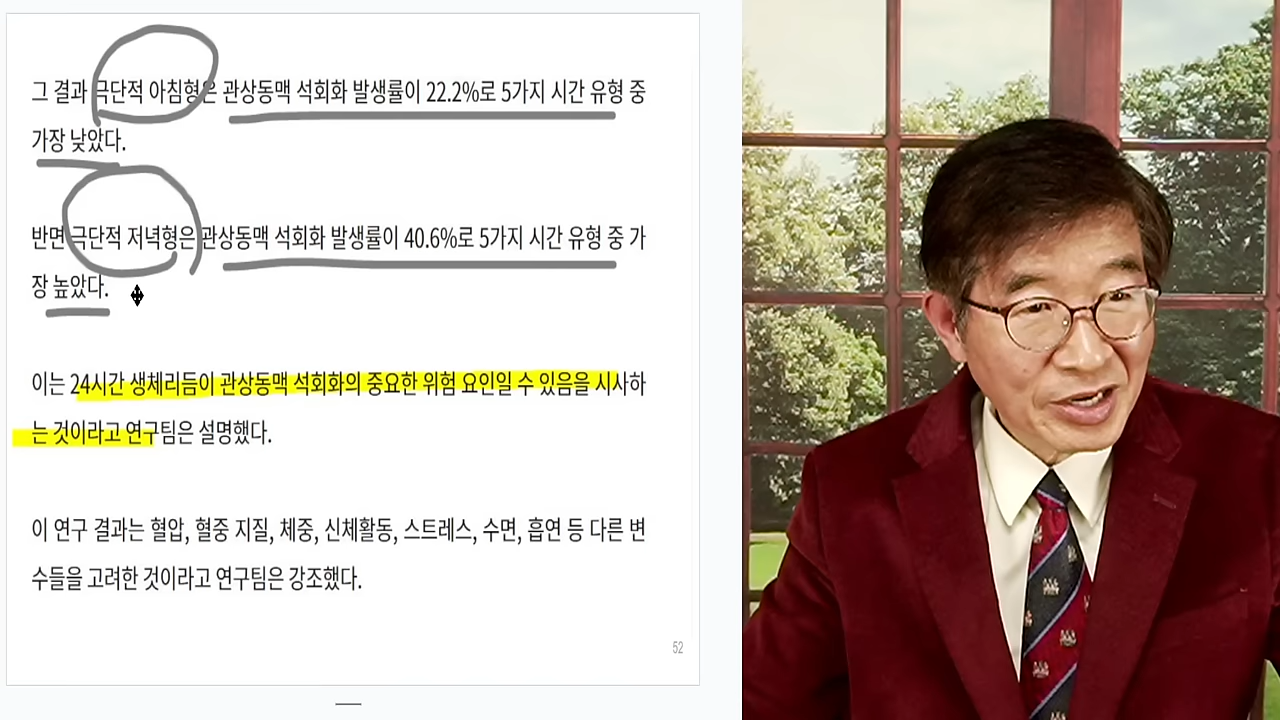 그 결과 극단적 아침형은 관상동맥 석회화 발생률이 22.2%로 5가지 시간 유형 중
가장 낮았다.
반면 극단적 저녁형은 관상동맥 석회화 발생률이 40.6%로 5가지 시간 유형 중 가
장 높았다.
이는 24시간 생체리듬이 관상동맥 석회화의 중요한 위험 요인일 수 있음을 시사하
는 것이라고 연구팀은 설명했다.
이 연구 결과는 혈압, 혈중 지질, 체중, 신체활동, 스트레스, 수면, 흡연 등 다른 변
수들을 고려한 것이라고 연구팀은 강조했다.
52